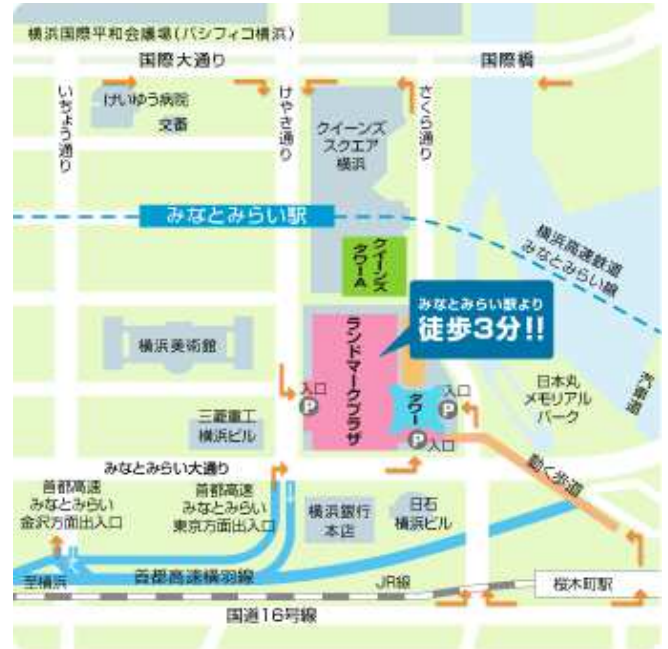 横浜国際平和会議場(パシフィコ横浜)
国際大通り
国際橋
いちょう通り
けいゆう病院
交番
けやき通り
クイーンズ
スクエア
横浜
さくら通り
みなとみらい駅
横浜高速鉄道
みなとみらい線
クイーンズ
タワーA
みなとみらい駅より
徒歩3分!!
横浜美術館
ランドマークプラザ
汽車道
日本丸
メモリアル
パーク
入口
P
タワー
入口
P
三菱重工
横浜ビル
P
入口
動く歩道
みなとみらい大通り
首都高速
みなとみらい
金沢方面出入口
首都高速
みなとみらい
東京方面出入口
横浜銀行
本店
日石
横浜ビル
至横浜
首都高速横羽線
JR線
桜木町駅
国道16号線